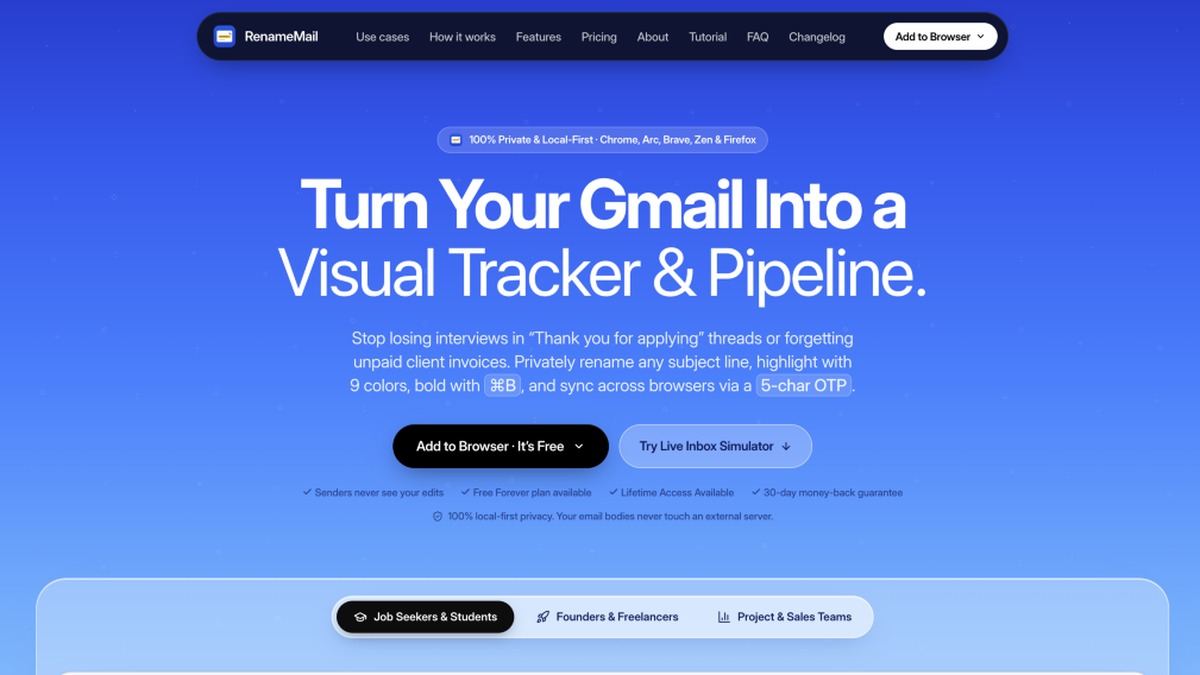 RenameMail
Use cases How it works Features Pricing About Tutorial FAQ Changelog
Add to Browser
100% Private & Local-First · Chrome, Arc, Brave, Zen & Firefox
Turn Your Gmail Into a
Visual Tracker & Pipeline.
Stop losing interviews in “Thank you for applying” threads or forgetting
unpaid client invoices. Privately rename any subject line, highlight with
9 colors, bold with ⌘B, and sync across browsers via a 5-char OTP.
Add to Browser · It’s Free
Try Live Inbox Simulator ↓
✓ Senders never see your edits ✓ Free Forever plan available ✓ Lifetime Access Available ✓ 30-day money-back guarantee
100% local-first privacy. Your email bodies never touch an external server.
Job Seekers & Students
Founders & Freelancers
Project & Sales Teams